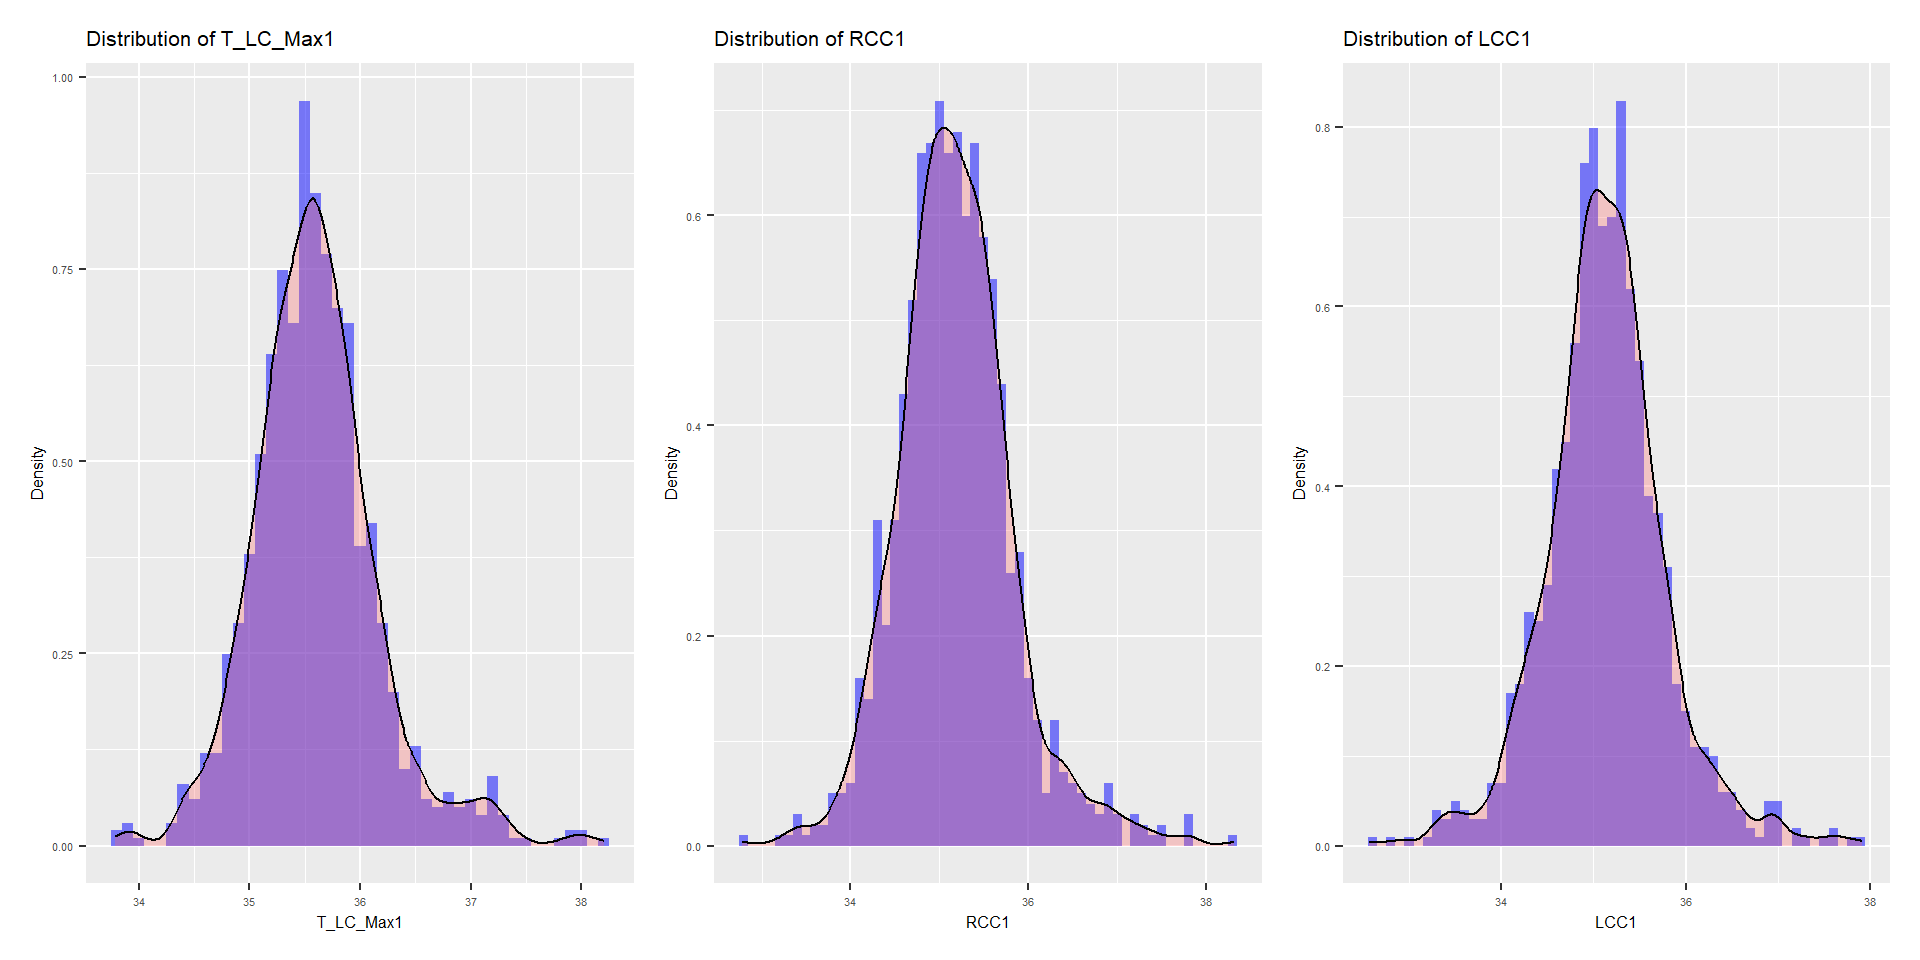 Distribution of T_LC_Max1
1.00
0.75
0.50
0.25
0.00
Density
34 35 36 37 38
T_LC_Max1
Distribution of RCC1
0.6
0.4
0.2
0.0
Density
34 36 38
RCC1
Distribution of LCC1
0.8
0.6
0.4
0.2
0.0
Density
34 36 38
LCC1